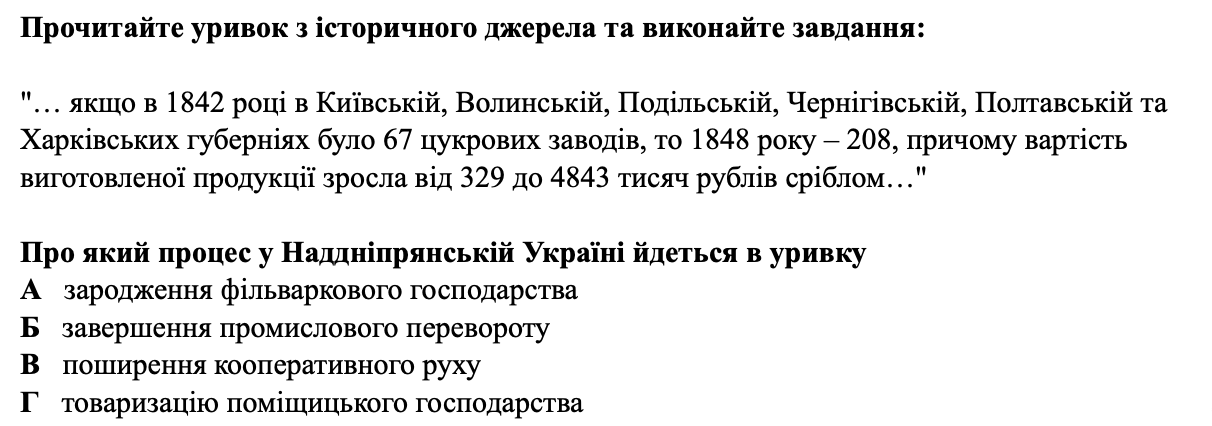 Прочитайте уривок з історичного джерела та виконайте завдання:
"… якщо в 1842 році в Київській, Волинській, Подільській, Чернігівській, Полтавській та
Харківських губерніях було 67 цукрових заводів, то 1848 року – 208, причому вартість
виготовленої продукції зросла від 329 до 4843 тисяч рублів сріблом…"
Про який процес у Наддніпрянській Україні йдеться в уривку
А зародження фільваркового господарства
Б завершення промислового перевороту
В поширення кооперативного руху
Г товаризацію поміщицького господарства